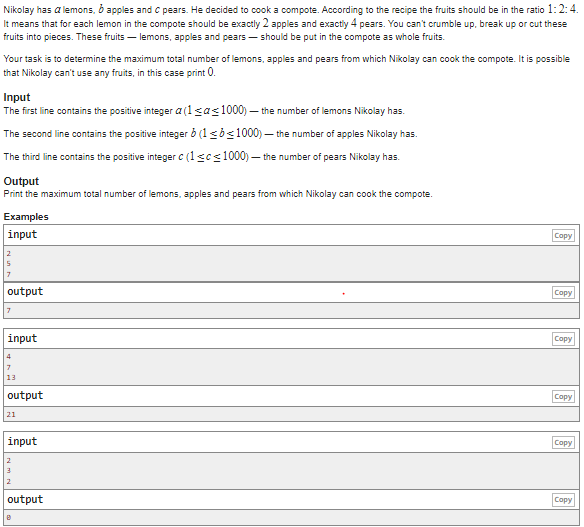 Nikolay has a lemons, b apples and c pears. He decided to cook a compote. According to the recipe the fruits should be in the ratio 1: 2: 4.
It means that for each lemon in the compote should be exactly 2 apples and exactly 4 pears. You can't crumble up, break up or cut these
fruits into pieces. These fruits — lemons, apples and pears — should be put in the compote as whole fruits.
Your task is to determine the maximum total number of lemons, apples and pears from which Nikolay can cook the compote. It is possible
that Nikolay can't use any fruits, in this case print 0.
Input
The first line contains the positive integer a (1 ≤ a ≤ 1000) — the number of lemons Nikolay has.
The second line contains the positive integer b (1 ≤ b ≤ 1000) — the number of apples Nikolay has.
The third line contains the positive integer c (1 ≤ c ≤ 1000) — the number of pears Nikolay has.
Output
Print the maximum total number of lemons, apples and pears from which Nikolay can cook the compote.
Examples
input Copy
2
5
7
output Copy
7
input Copy
4
7
13
output Copy
21
input Copy
2
3
2
output Copy
0